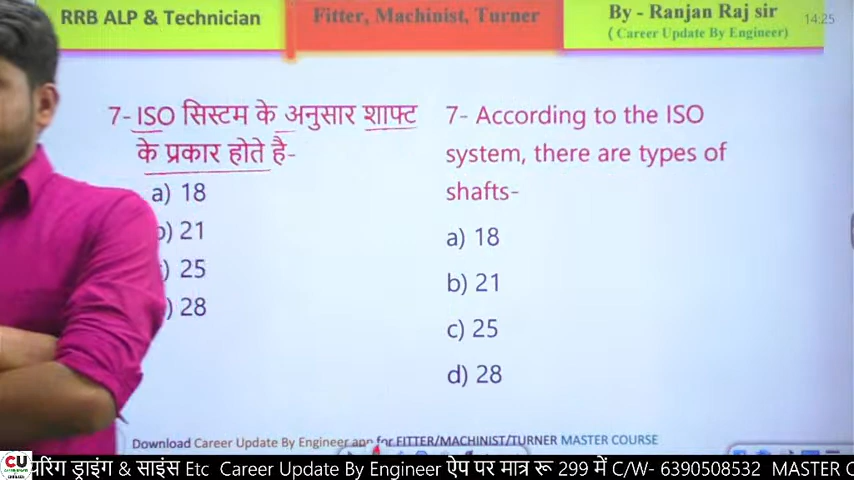 RRB ALP & Technician
Fitter, Machinist, Turner
By - Ranjan Raj sir
( Career Update By Engineer)
14:25
7- ISO सिस्टम के अनुसार शाफ्ट
के प्रकार होते है-
a) 18
b) 21
) 25
) 28
7- According to the ISO
system, there are types of
shafts-
a) 18
b) 21
c) 25
d) 28
Download Career Update By Engineer app for FITTER/MACHINIST/TURNER MASTER COURSE
CU
यरिंग ड्राइंग & साइंस Etc Career Update By Engineer ऐप पर मात्र रू 299 में C/W- 6390508532 MASTER C